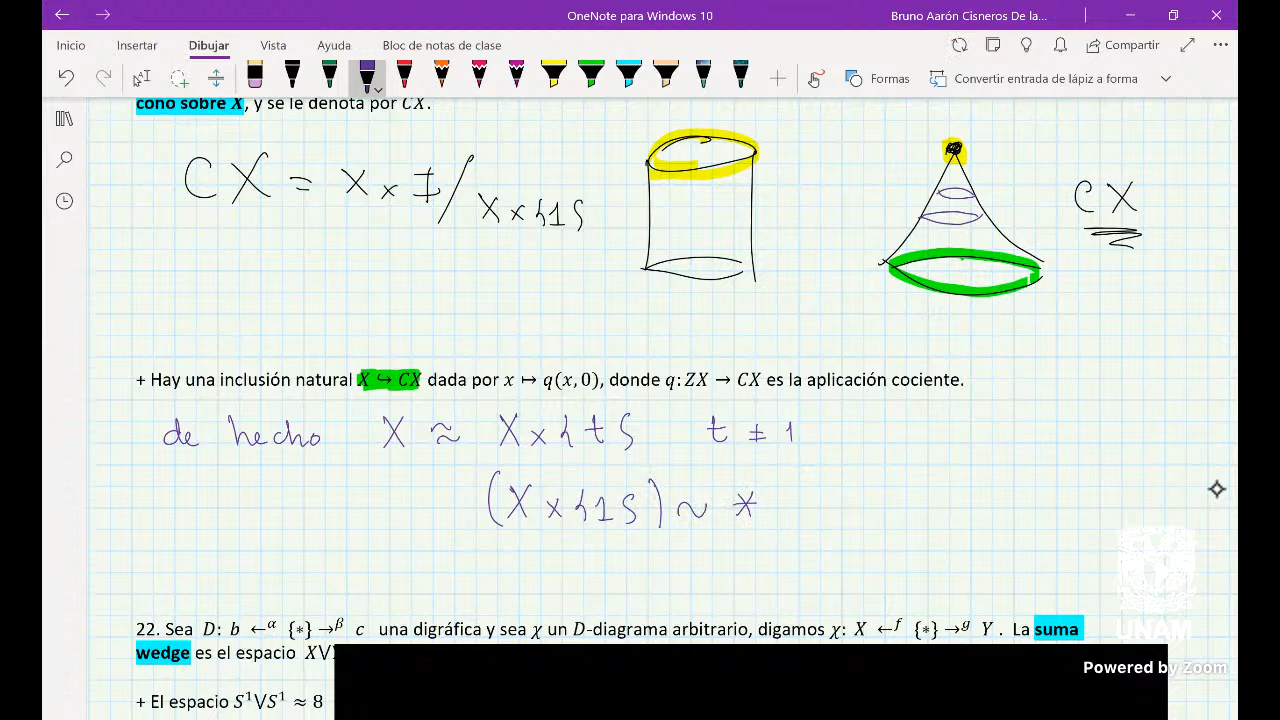 OneNote para Windows 10
Bruno Aarón Cisneros De la...
Inicio Insertar Dibujar Vista Ayuda Bloc de notas de clase
Compartir
Formas Convertir entrada de lápiz a forma
cono sobre X, y se le denota por CX.
CX = X × I / X × {1}
CX
+ Hay una inclusión natural X ↪ CX dada por x ↦ q(x, 0), donde q: ZX → CX es la aplicación cociente.
de hecho X ≈ X × {t} t ≠ 1
(X × {1}) ~ *
22. Sea D: b ←ᵅ {∗} →ᵝ c una digráfica y sea χ un D-diagrama arbitrario, digamos χ: X ←ᶠ {∗} →ᵍ Y . La suma
wedge es el espacio X∨
+ El espacio S¹∨S¹ ≈ 8
UNAM
Powered by Zoom